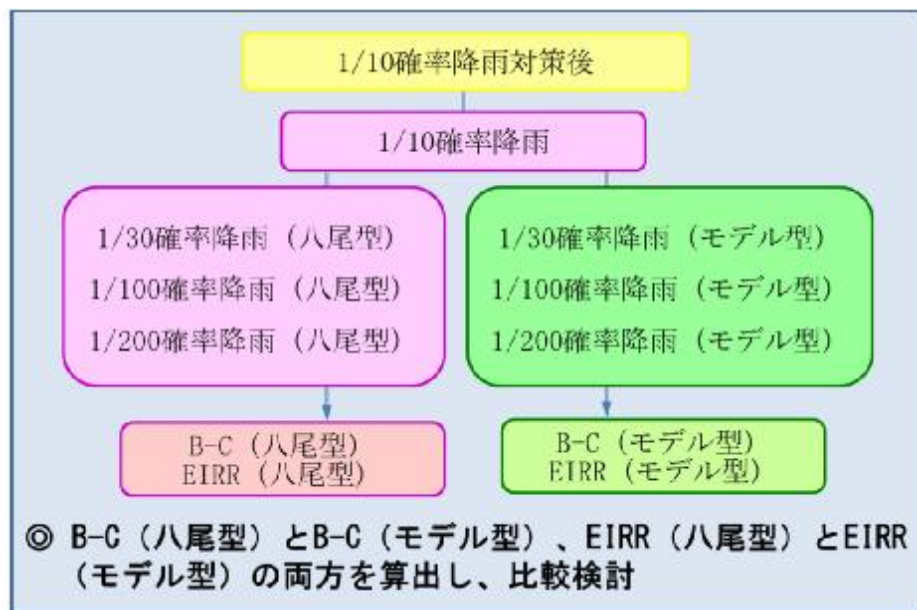 1/10確率降雨対策後
1/10確率降雨
1/30確率降雨（八尾型）
1/100確率降雨（八尾型）
1/200確率降雨（八尾型）
1/30確率降雨（モデル型）
1/100確率降雨（モデル型）
1/200確率降雨（モデル型）
B-C（八尾型）
EIRR（八尾型）
B-C（モデル型）
EIRR（モデル型）
◎ B-C（八尾型）とB-C（モデル型）、EIRR（八尾型）とEIRR
（モデル型）の両方を算出し、比較検討